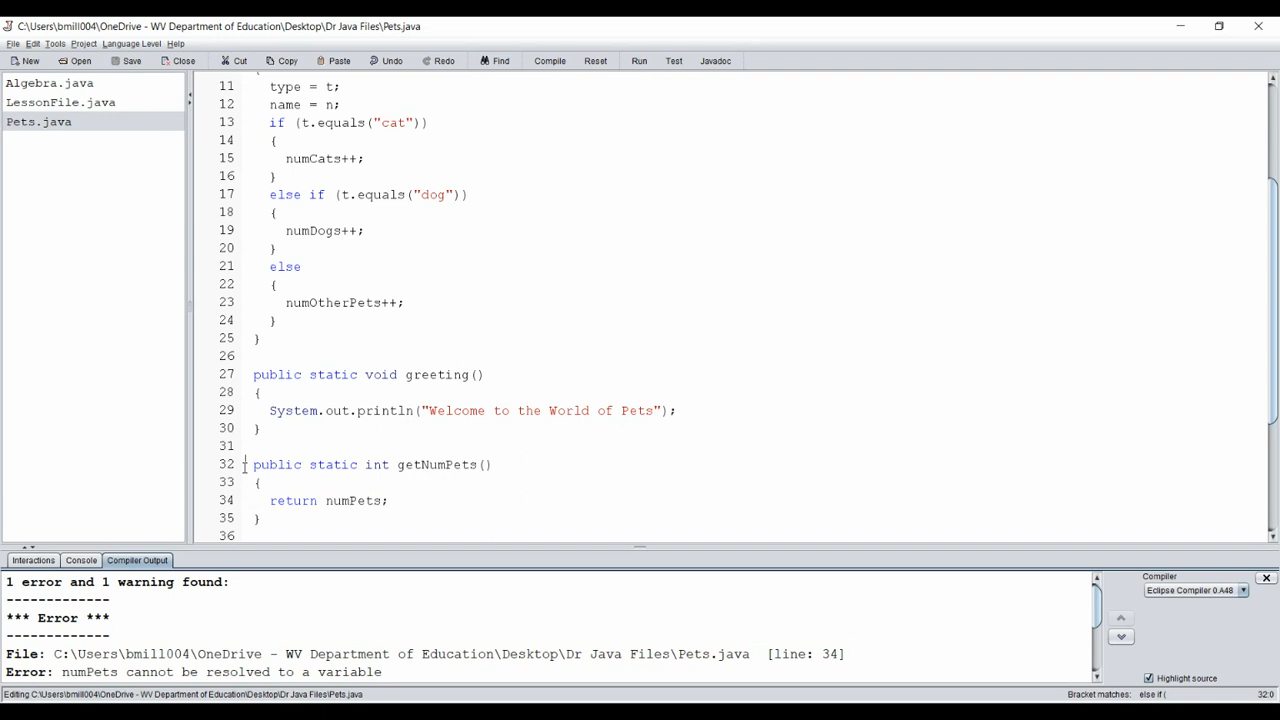 C:\Users\bmill004\OneDrive - WV Department of Education\Desktop\Dr Java Files\Pets.java
File Edit Tools Project Language Level Help
New Open Save Close Cut Copy Paste Undo Redo Find Compile Reset Run Test Javadoc
Algebra.java
LessonFile.java
Pets.java
11 type = t;
12 name = n;
13 if (t.equals("cat"))
14 {
15 numCats++;
16 }
17 else if (t.equals("dog"))
18 {
19 numDogs++;
20 }
21 else
22 {
23 numOtherPets++;
24 }
25 }
26
27 public static void greeting()
28 {
29 System.out.println("Welcome to the World of Pets");
30 }
31
32 public static int getNumPets()
33 {
34 return numPets;
35 }
36
Interactions Console Compiler Output
1 error and 1 warning found:
-------------
*** Error ***
-------------
File: C:\Users\bmill004\OneDrive - WV Department of Education\Desktop\Dr Java Files\Pets.java [line: 34]
Error: numPets cannot be resolved to a variable
Compiler
Eclipse Compiler 0.A48
Highlight source
Editing C:\Users\bmill004\OneDrive - WV Department of Education\Desktop\Dr Java Files\Pets.java
Bracket matches: else if (
32:0